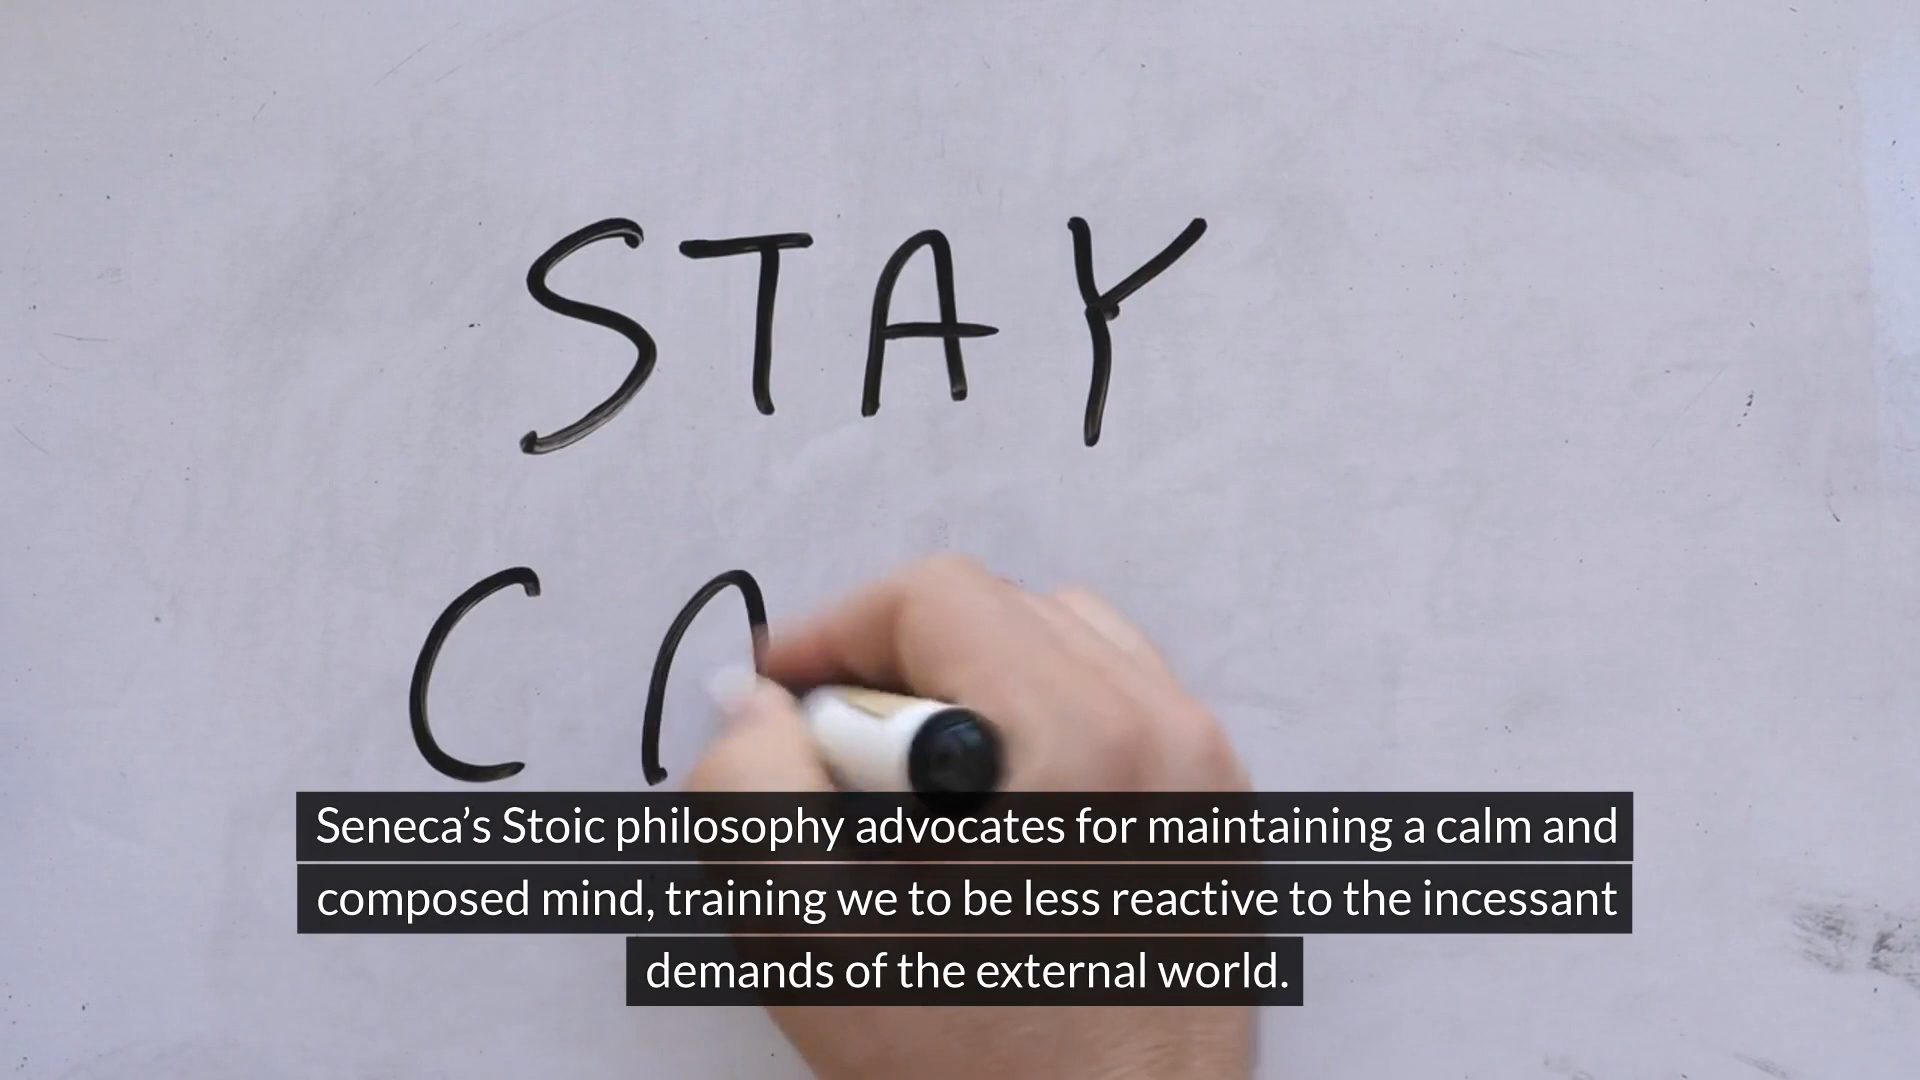 STAY
CA
Seneca’s Stoic philosophy advocates for maintaining a calm and
composed mind, training we to be less reactive to the incessant
demands of the external world.